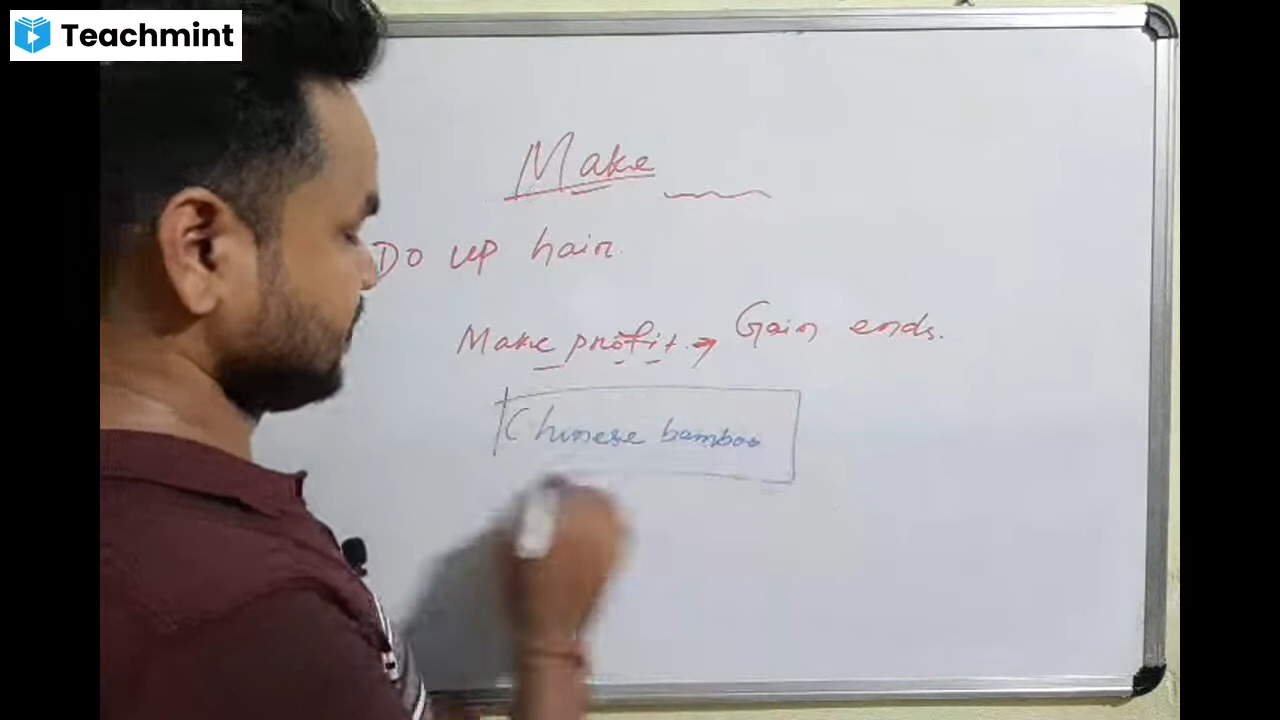 Teachmint
Make
Do up hair.
Make profit → Gain ends.
Chinese bamboo